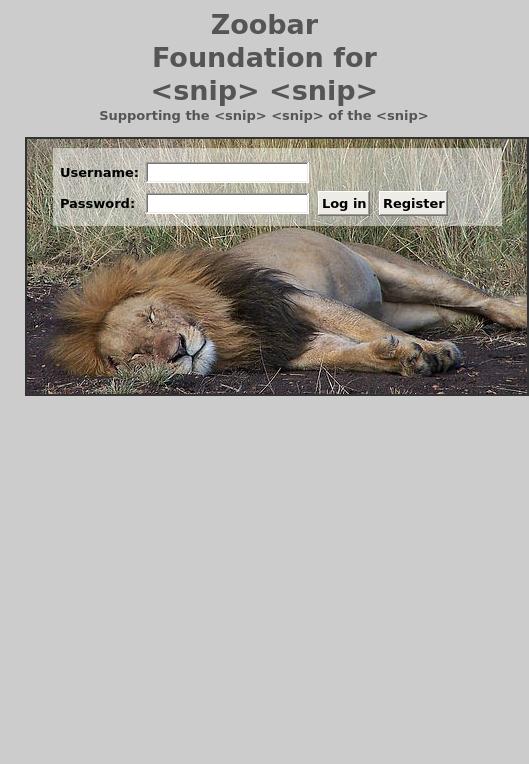 Zoobar
Foundation for
<snip> <snip>
Supporting the <snip> <snip> of the <snip>
Username:
Password: Log in Register